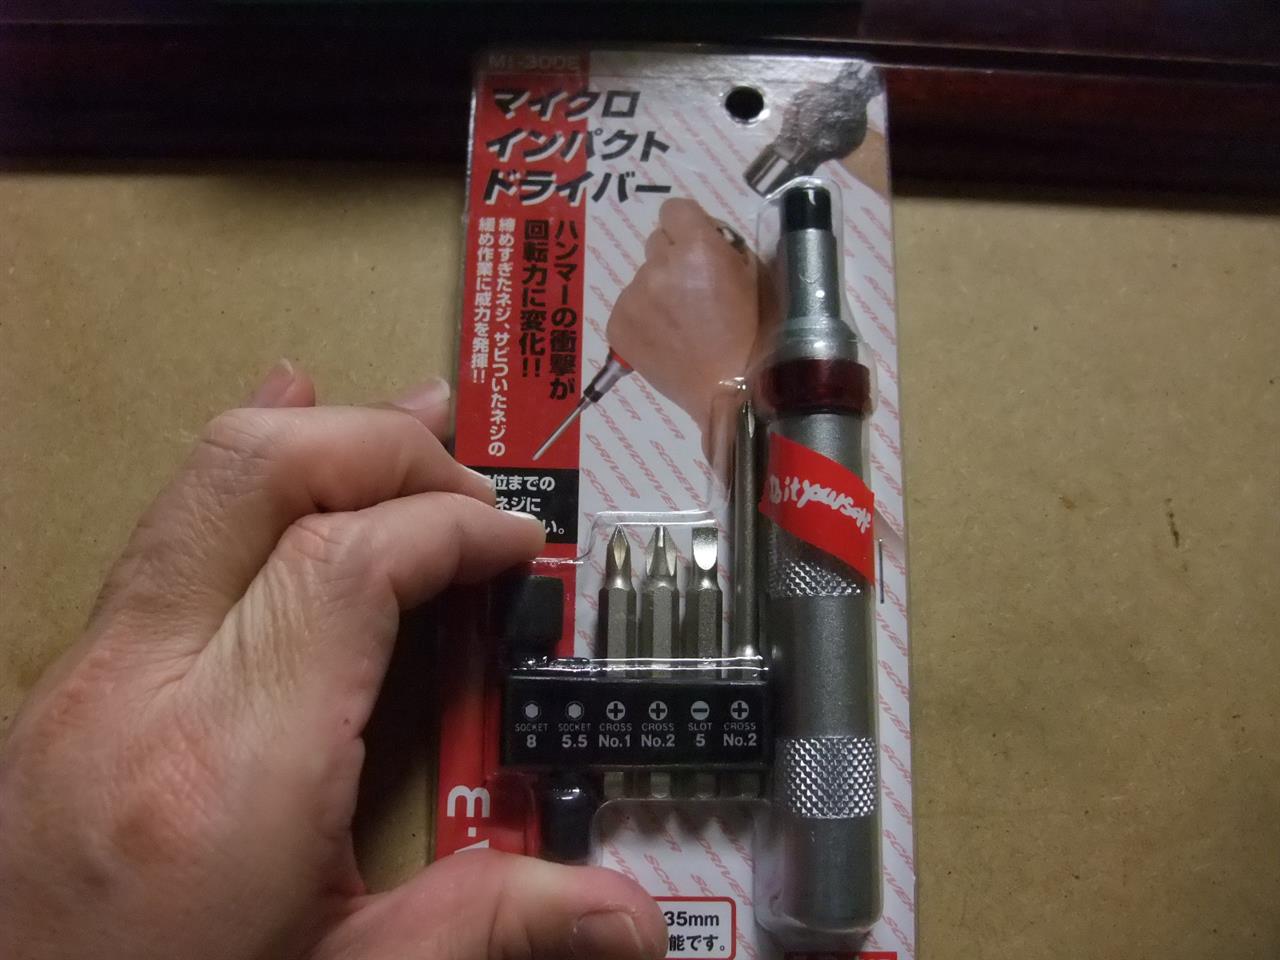 MI-300E
マイクロ
インパクト
ドライバー
ハンマーの衝撃が
回転力に変化!!
締めすぎたネジ、サビついたネジの
緩め作業に威力を発揮!!
位までの
ネジに
い。
Do it yourself
SCREWDRIVER
SOCKET
8
SOCKET
5.5
CROSS
No.1
CROSS
No.2
SLOT
5
CROSS
No.2
35mm
能です。